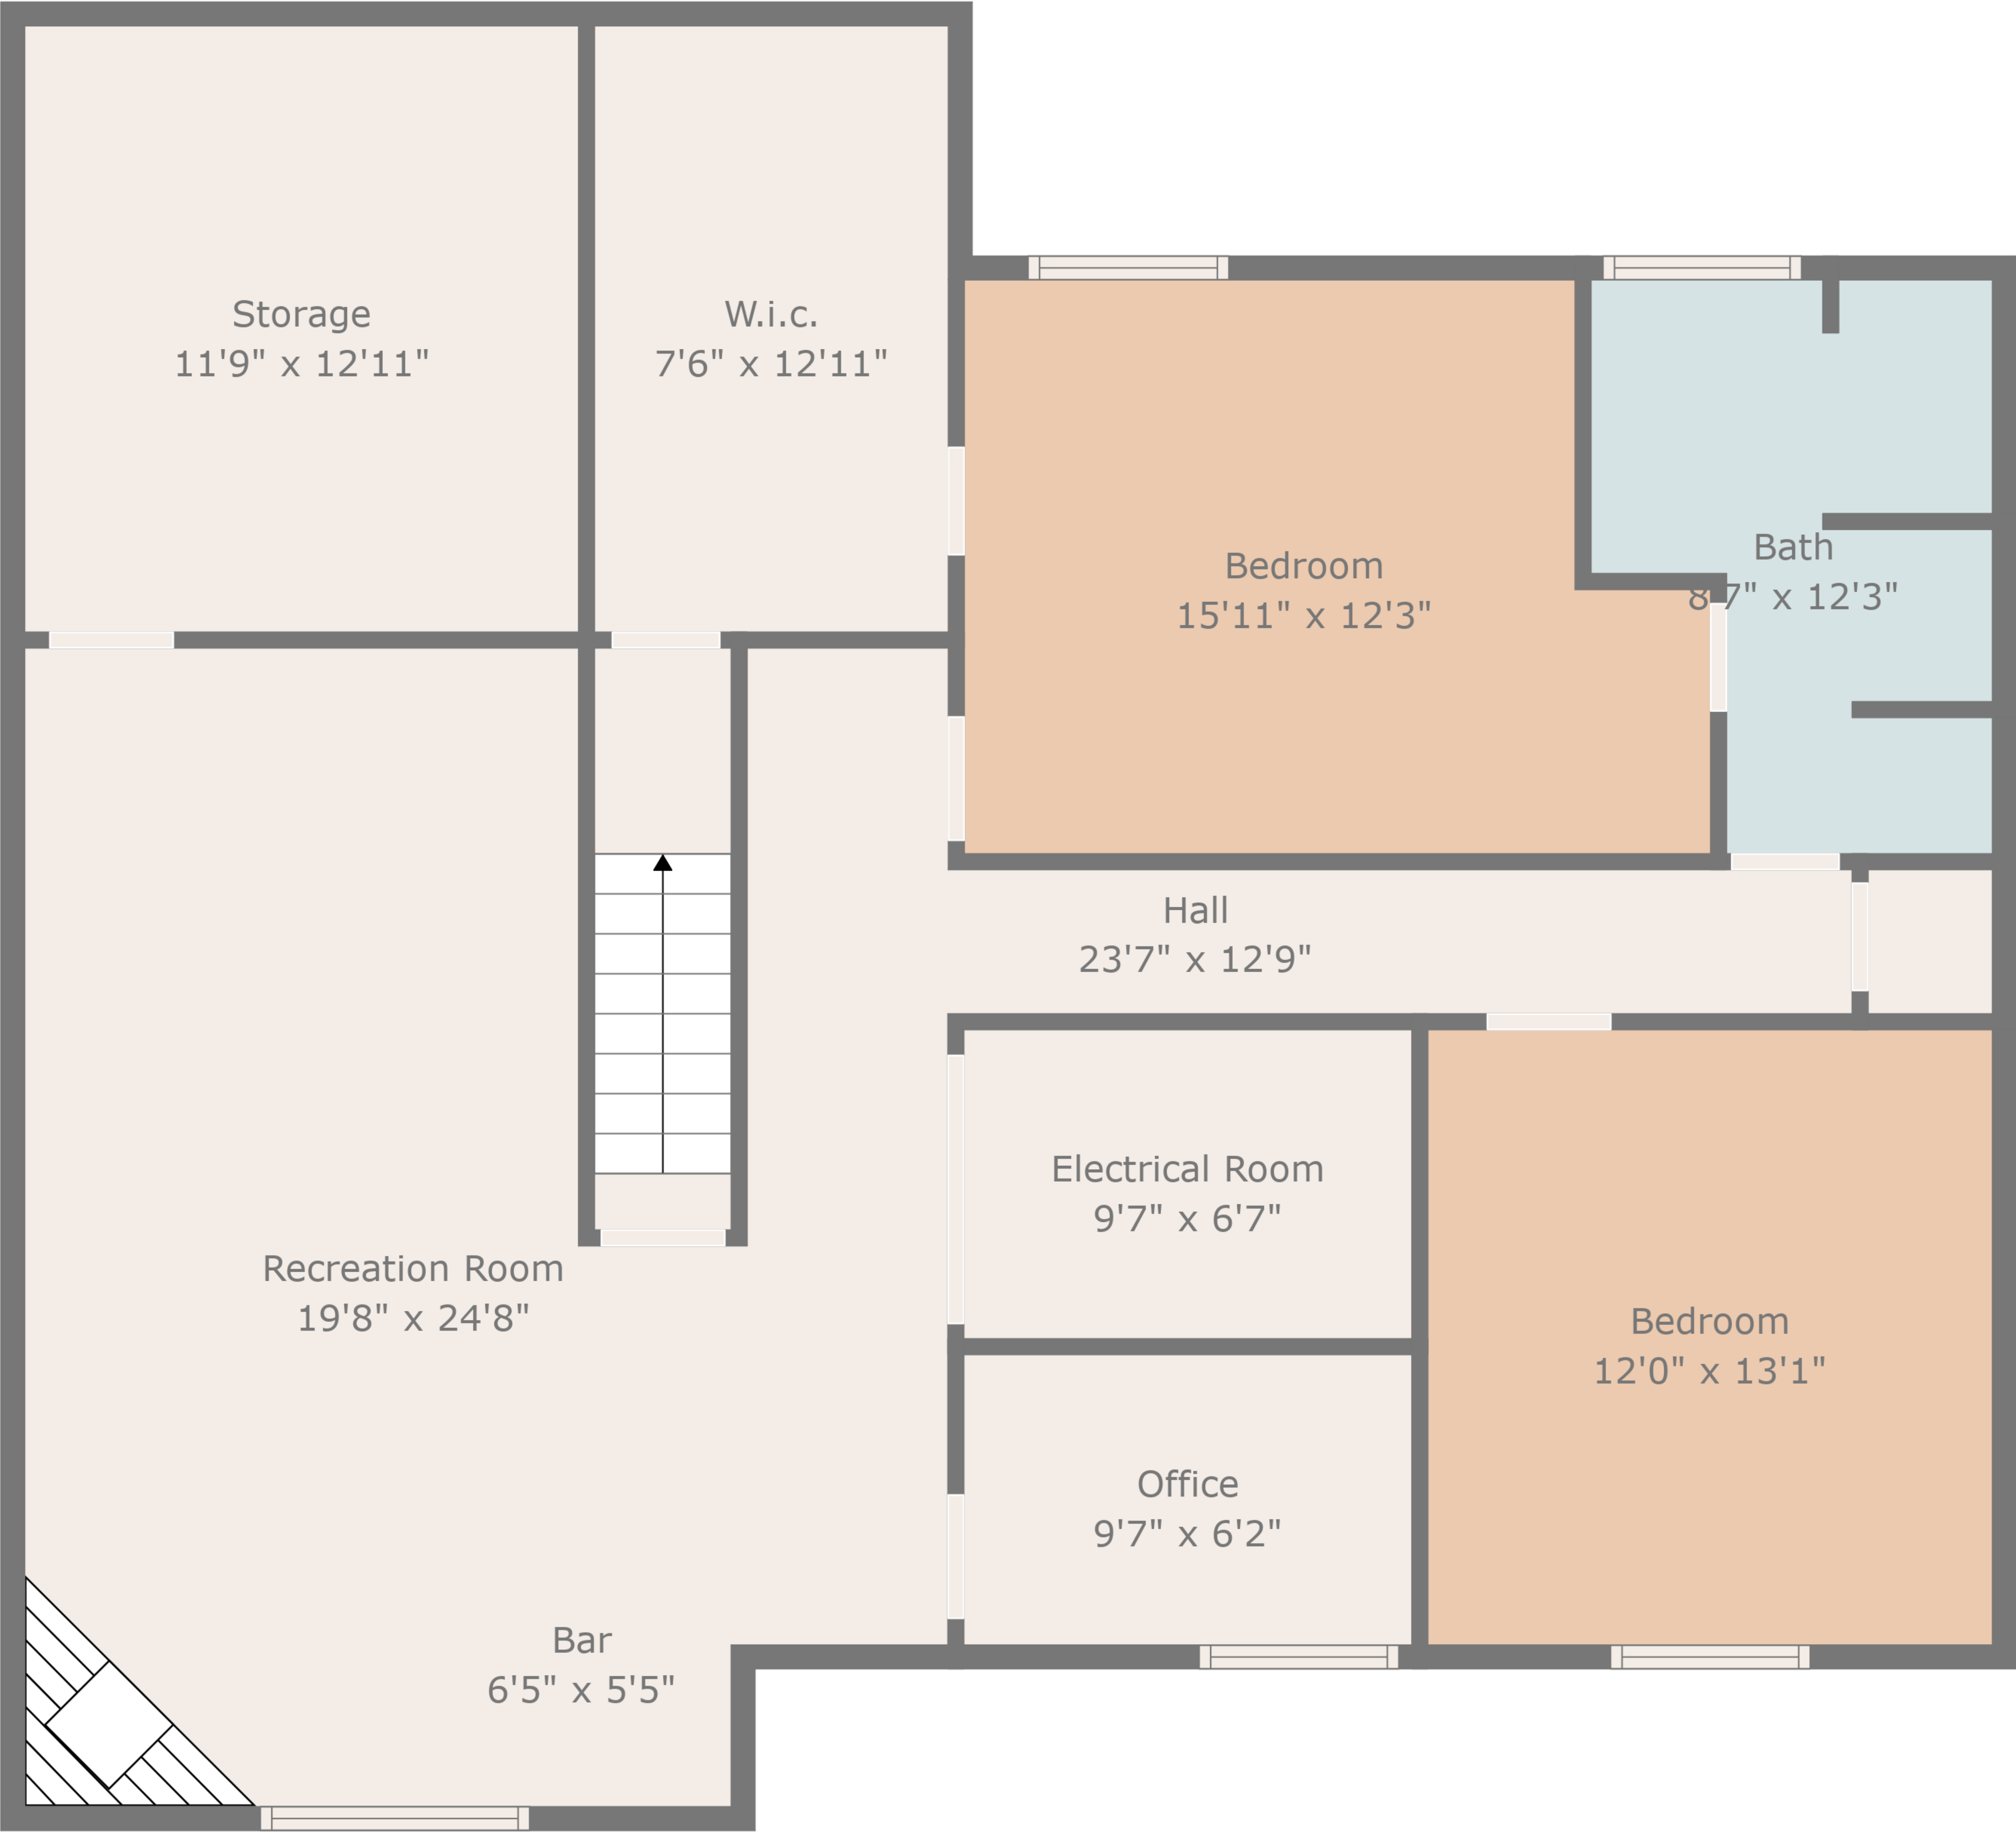 Storage
11'9" x 12'11"
W.i.c.
7'6" x 12'11"
Bedroom
15'11" x 12'3"
Bath
8'7" x 12'3"
Hall
23'7" x 12'9"
Electrical Room
9'7" x 6'7"
Recreation Room
19'8" x 24'8"
Bedroom
12'0" x 13'1"
Office
9'7" x 6'2"
Bar
6'5" x 5'5"